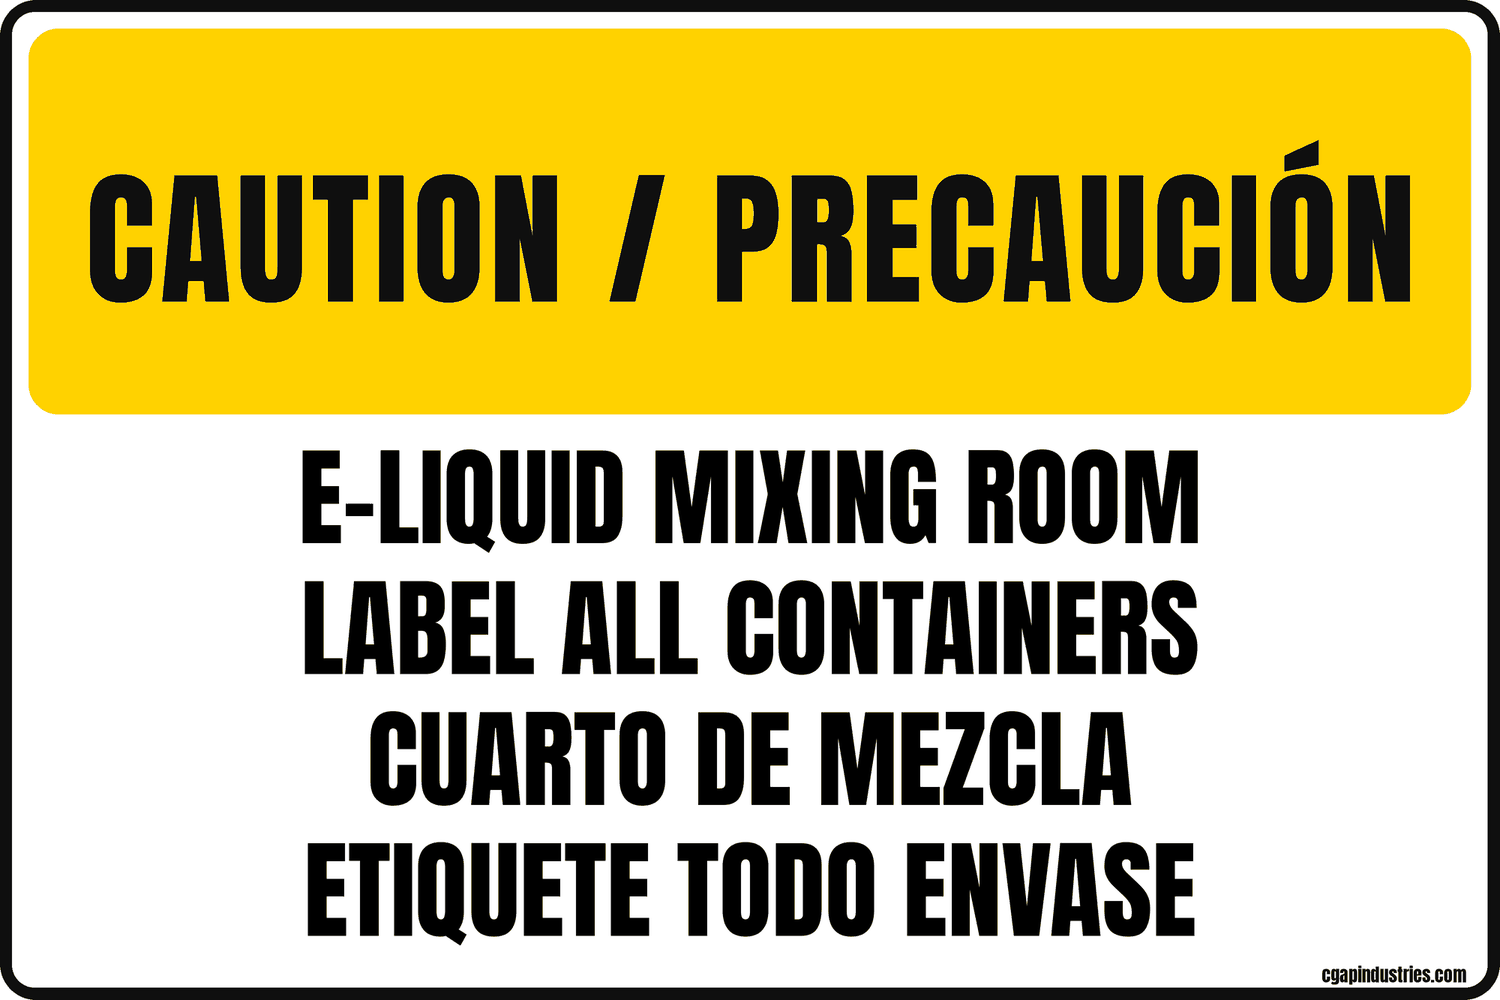 CAUTION / PRECAUCIÓN
E-LIQUID MIXING ROOM
LABEL ALL CONTAINERS
CUARTO DE MEZCLA
ETIQUETE TODO ENVASE
cgapindustries.com